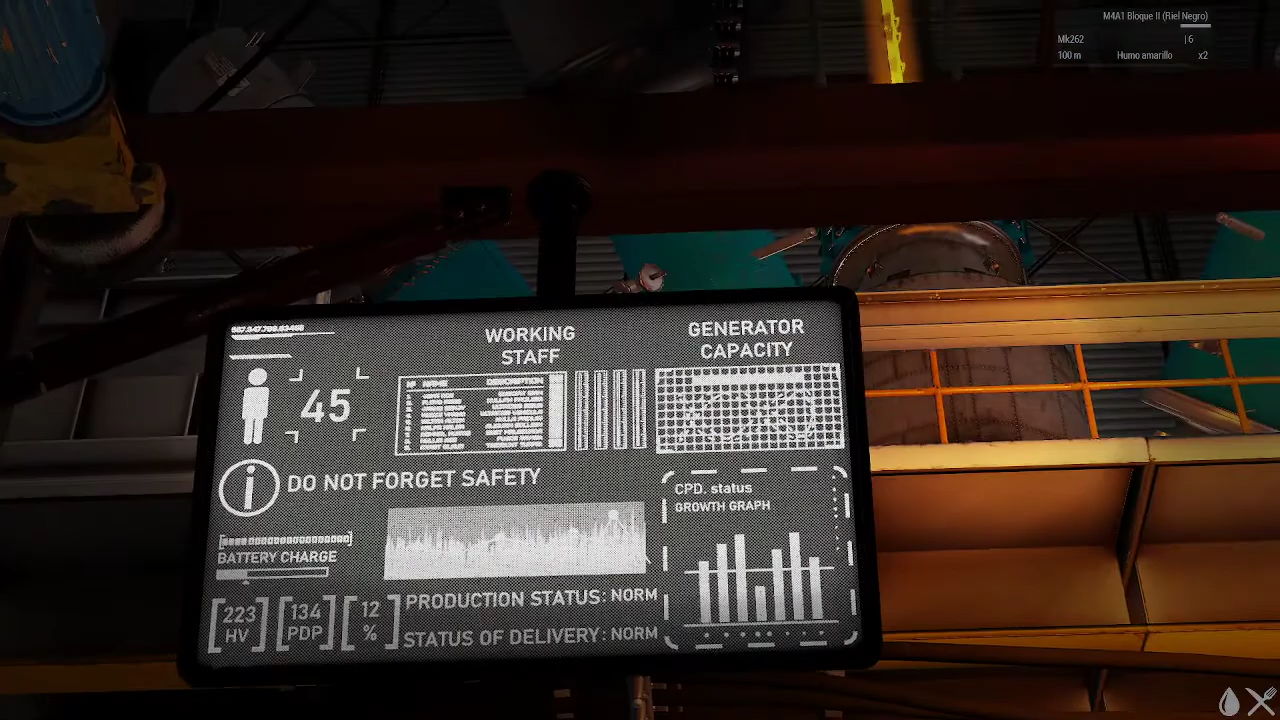 M4A1 Bloque II (Riel Negro)
Mk262 | 6
100 m Humo amarillo x2
WORKING
STAFF
GENERATOR
CAPACITY
45
NAME DESCRIPTION
DO NOT FORGET SAFETY
CPD. status
GROWTH GRAPH
BATTERY CHARGE
223
HV
134
PDP
12
%
PRODUCTION STATUS: NORM
STATUS OF DELIVERY: NORM